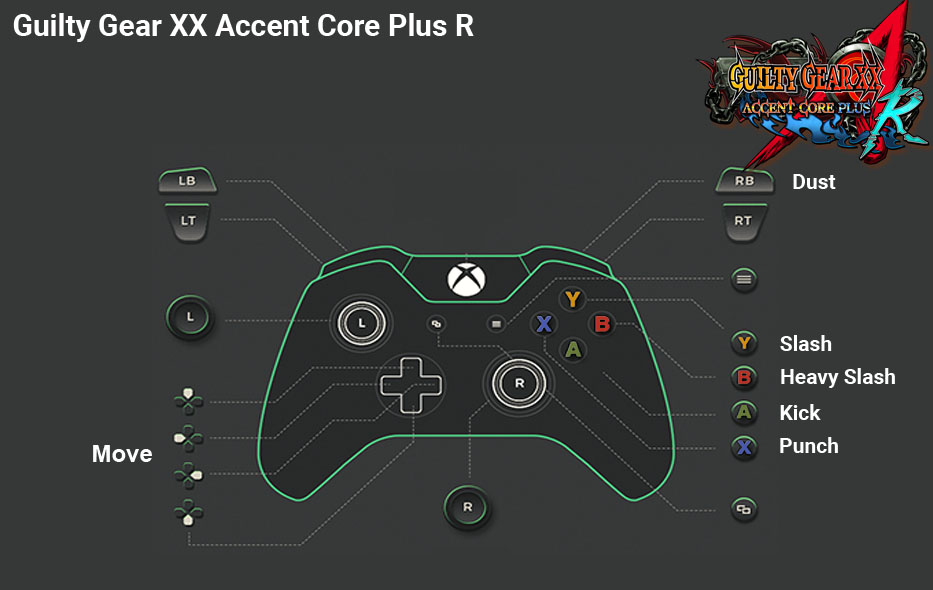 Guilty Gear XX Accent Core Plus R
GUILTY GEAR XX
ACCENT CORE PLUS R
LB
RB
Dust
LT
RT
Y
L
L
X
B
A
Y
Slash
B
Heavy Slash
R
A
Kick
Move
X
Punch
R